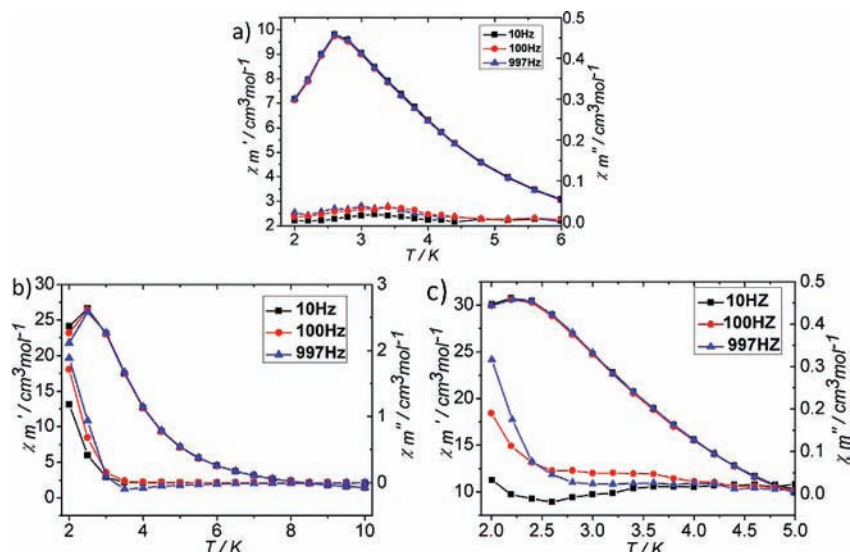 a)
10
9
8
7
6
5
4
3
2
χ m ' / cm³mol⁻¹
0.5
0.4
0.3
0.2
0.1
0.0
χ m" / cm³mol⁻¹
10Hz
100Hz
997Hz
2 3 4 5 6
T / K
b)
30
25
20
15
10
5
0
χ m ' / cm³mol⁻¹
3
2
1
0
χ m" / cm³mol⁻¹
10Hz
100Hz
997Hz
2 3 4 5 6 7 8 9 10
T / K
c)
30
25
20
15
10
χ m ' / cm³mol⁻¹
0.5
0.4
0.3
0.2
0.1
0.0
χ m" / cm³mol⁻¹
10HZ
100HZ
997HZ
2.0 2.5 3.0 3.5 4.0 4.5 5.0
T / K